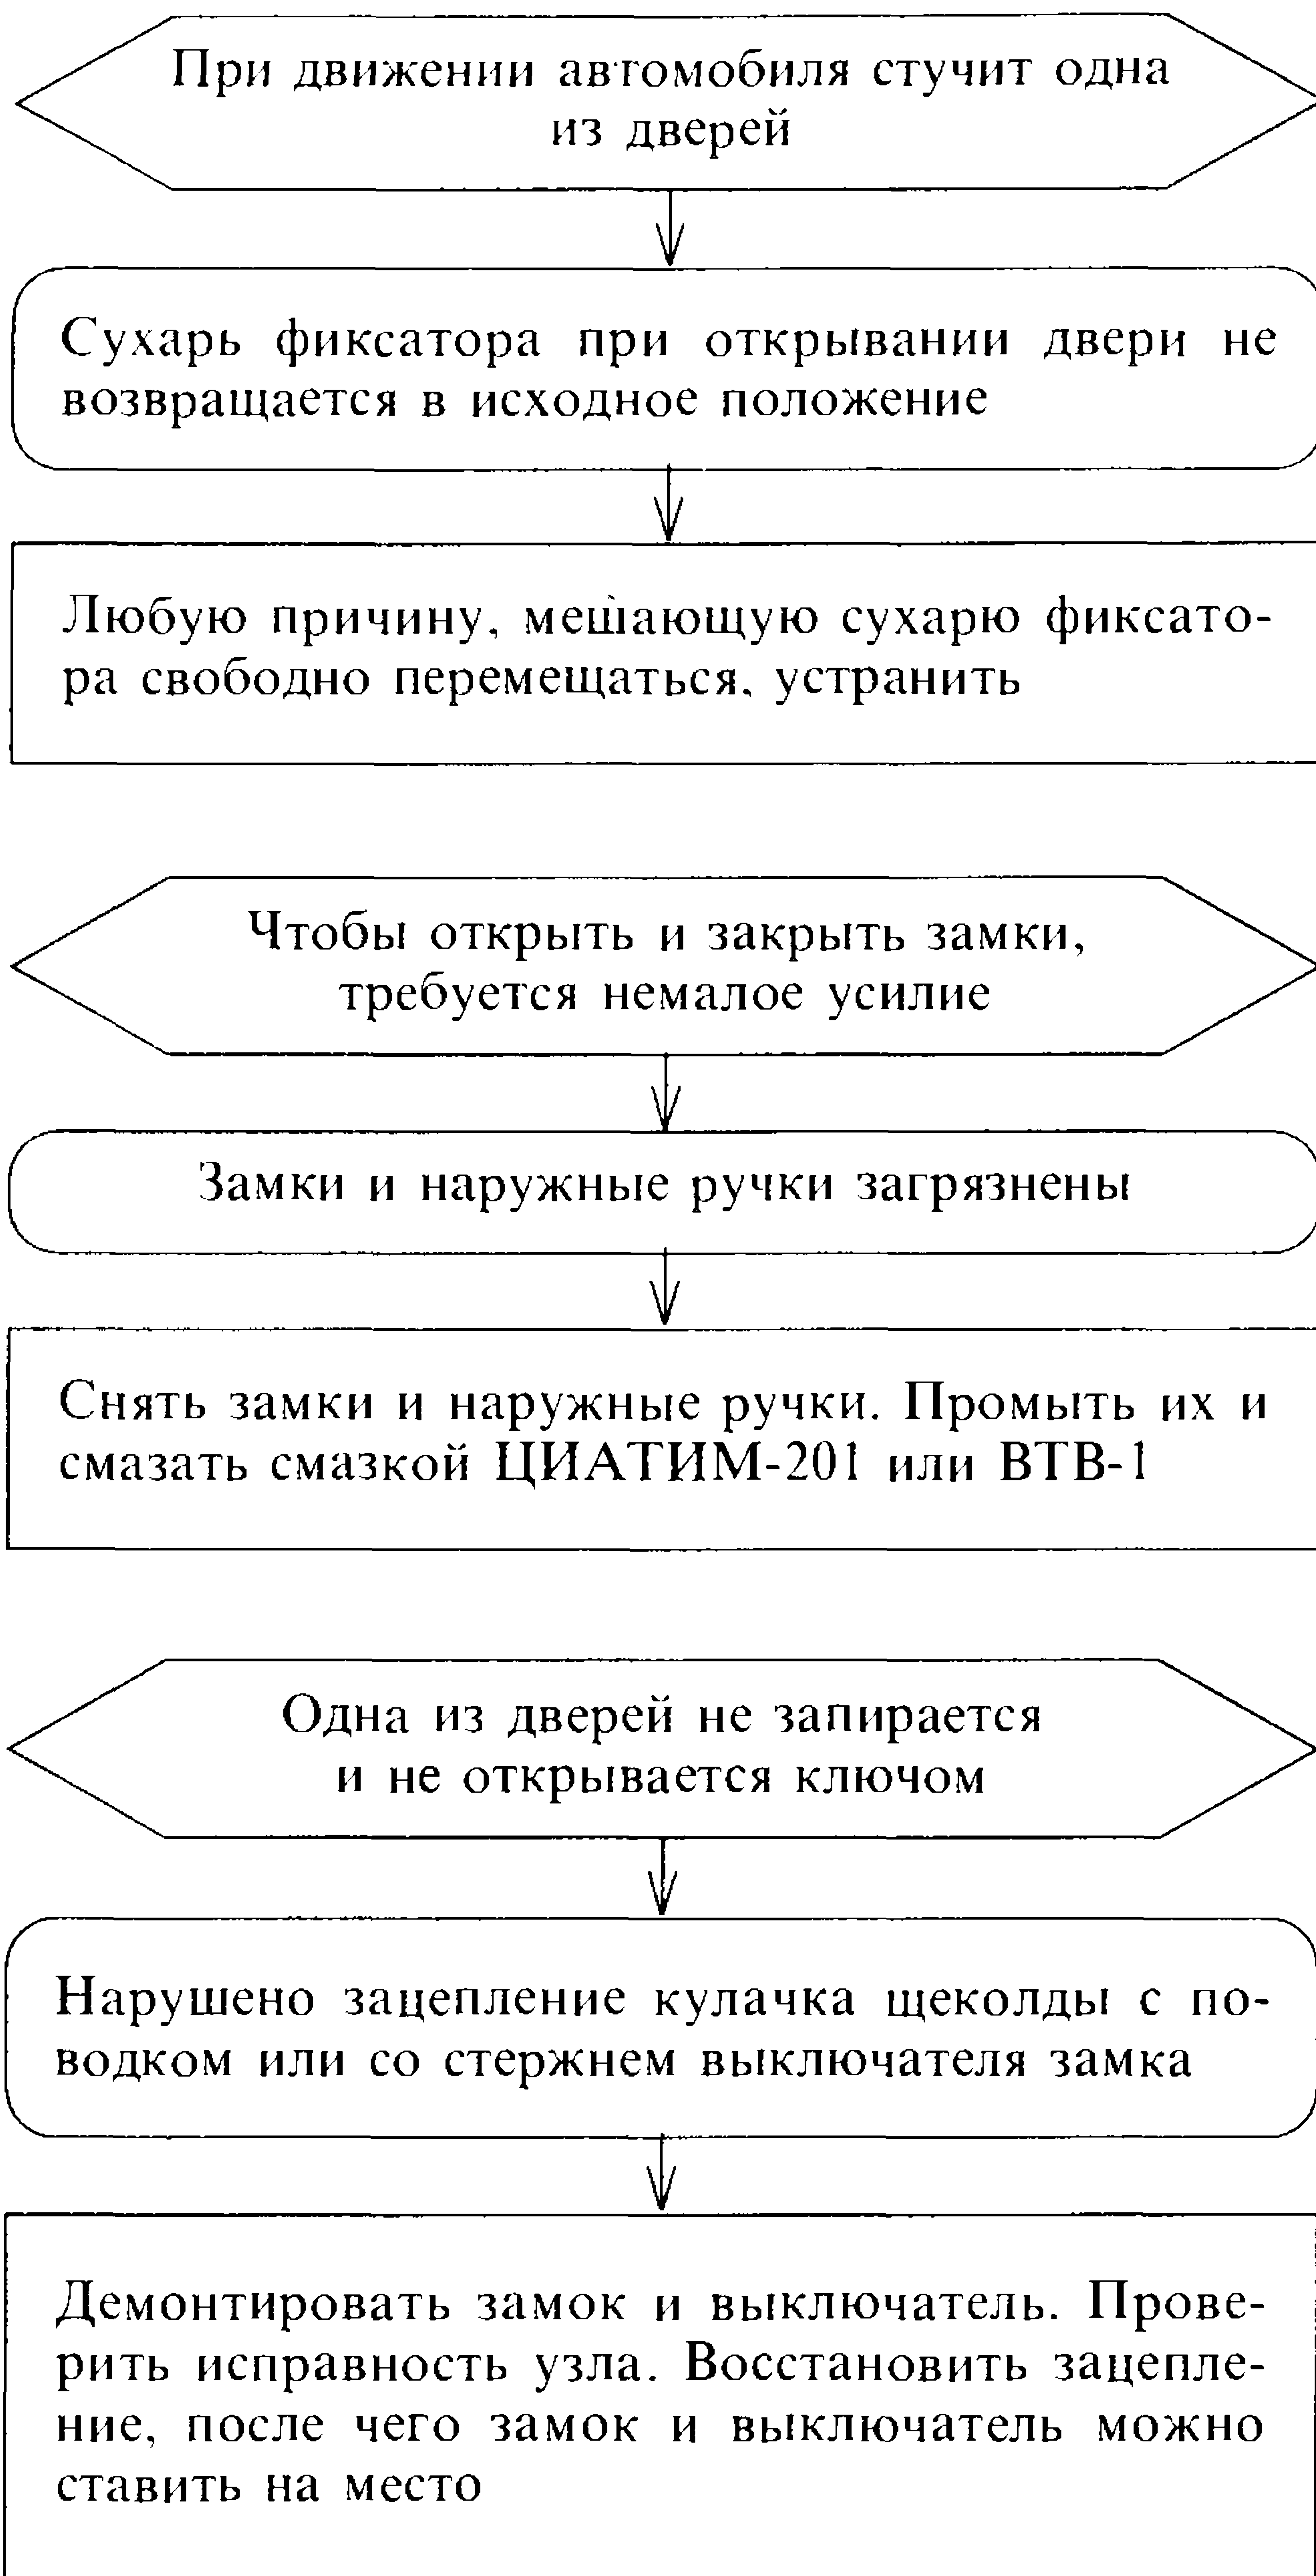 При движении автомобиля стучит одна
из дверей
Сухарь фиксатора при открывании двери не
возвращается в исходное положение
Любую причину, мешающую сухарю фиксато-
ра свободно перемещаться, устранить
Чтобы открыть и закрыть замки,
требуется немалое усилие
Замки и наружные ручки загрязнены
Снять замки и наружные ручки. Промыть их и
смазать смазкой ЦИАТИМ-201 или ВТВ-1
Одна из дверей не запирается
и не открывается ключом
Нарушено зацепление кулачка щеколды с по-
водком или со стержнем выключателя замка
Демонтировать замок и выключатель. Прове-
рить исправность узла. Восстановить зацепле-
ние, после чего замок и выключатель можно
ставить на место